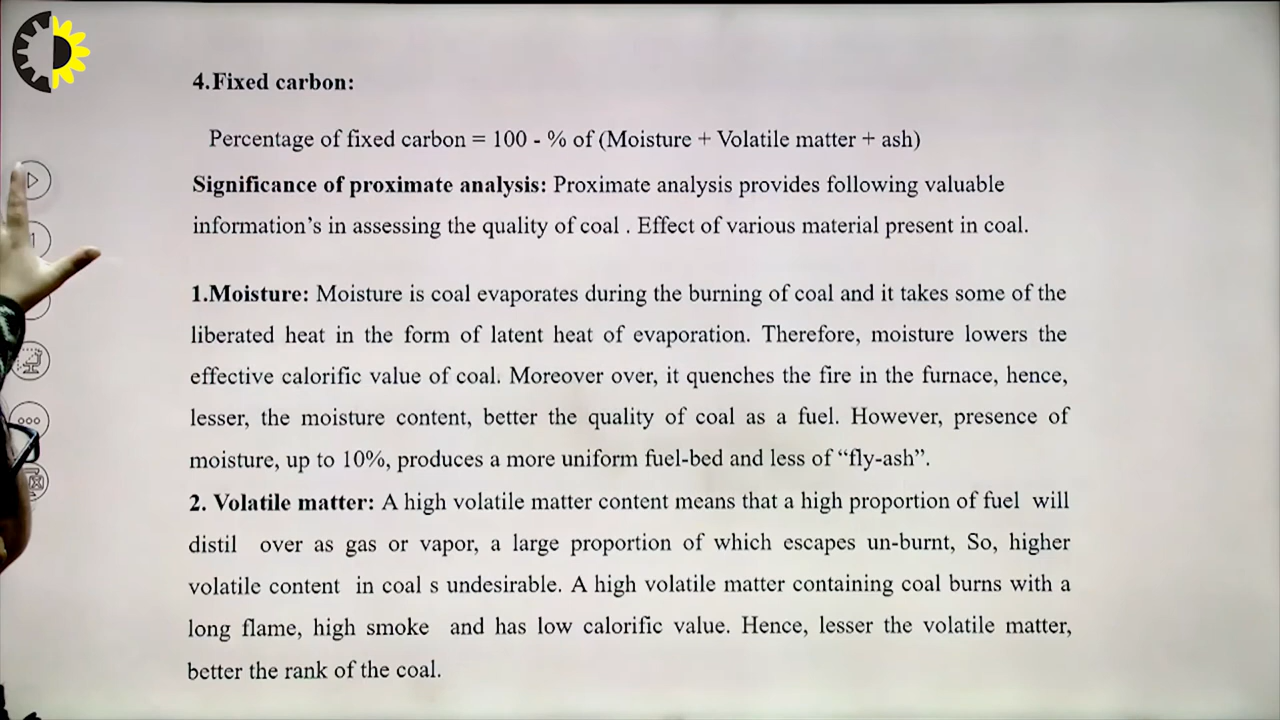 4.Fixed carbon:
Percentage of fixed carbon = 100 - % of (Moisture + Volatile matter + ash)
Significance of proximate analysis: Proximate analysis provides following valuable
information's in assessing the quality of coal . Effect of various material present in coal.
1.Moisture: Moisture is coal evaporates during the burning of coal and it takes some of the
liberated heat in the form of latent heat of evaporation. Therefore, moisture lowers the
effective calorific value of coal. Moreover over, it quenches the fire in the furnace, hence,
lesser, the moisture content, better the quality of coal as a fuel. However, presence of
moisture, up to 10%, produces a more uniform fuel-bed and less of “fly-ash”.
2. Volatile matter: A high volatile matter content means that a high proportion of fuel will
distil over as gas or vapor, a large proportion of which escapes un-burnt, So, higher
volatile content in coal s undesirable. A high volatile matter containing coal burns with a
long flame, high smoke and has low calorific value. Hence, lesser the volatile matter,
better the rank of the coal.